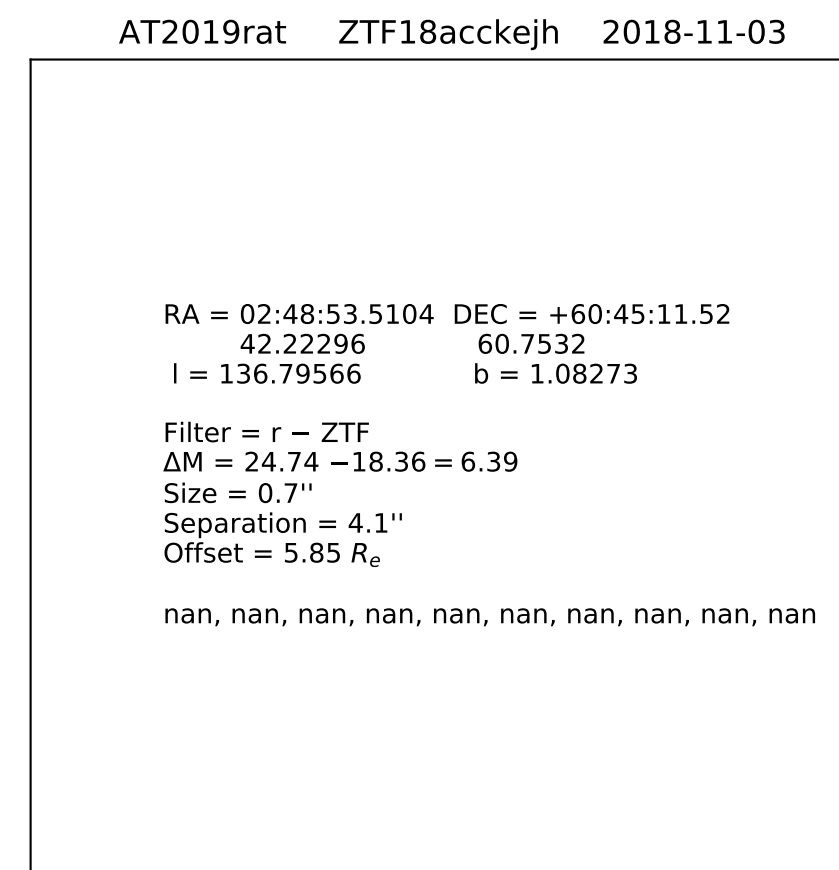 AT2019rat ZTF18acckejh 2018-11-03
RA = 02:48:53.5104 DEC = +60:45:11.52
42.22296 60.7532
l = 136.79566 b = 1.08273
Filter = r − ZTF
ΔM = 24.74 −18.36 = 6.39
Size = 0.7''
Separation = 4.1''
Offset = 5.85 Re
nan, nan, nan, nan, nan, nan, nan, nan, nan, nan